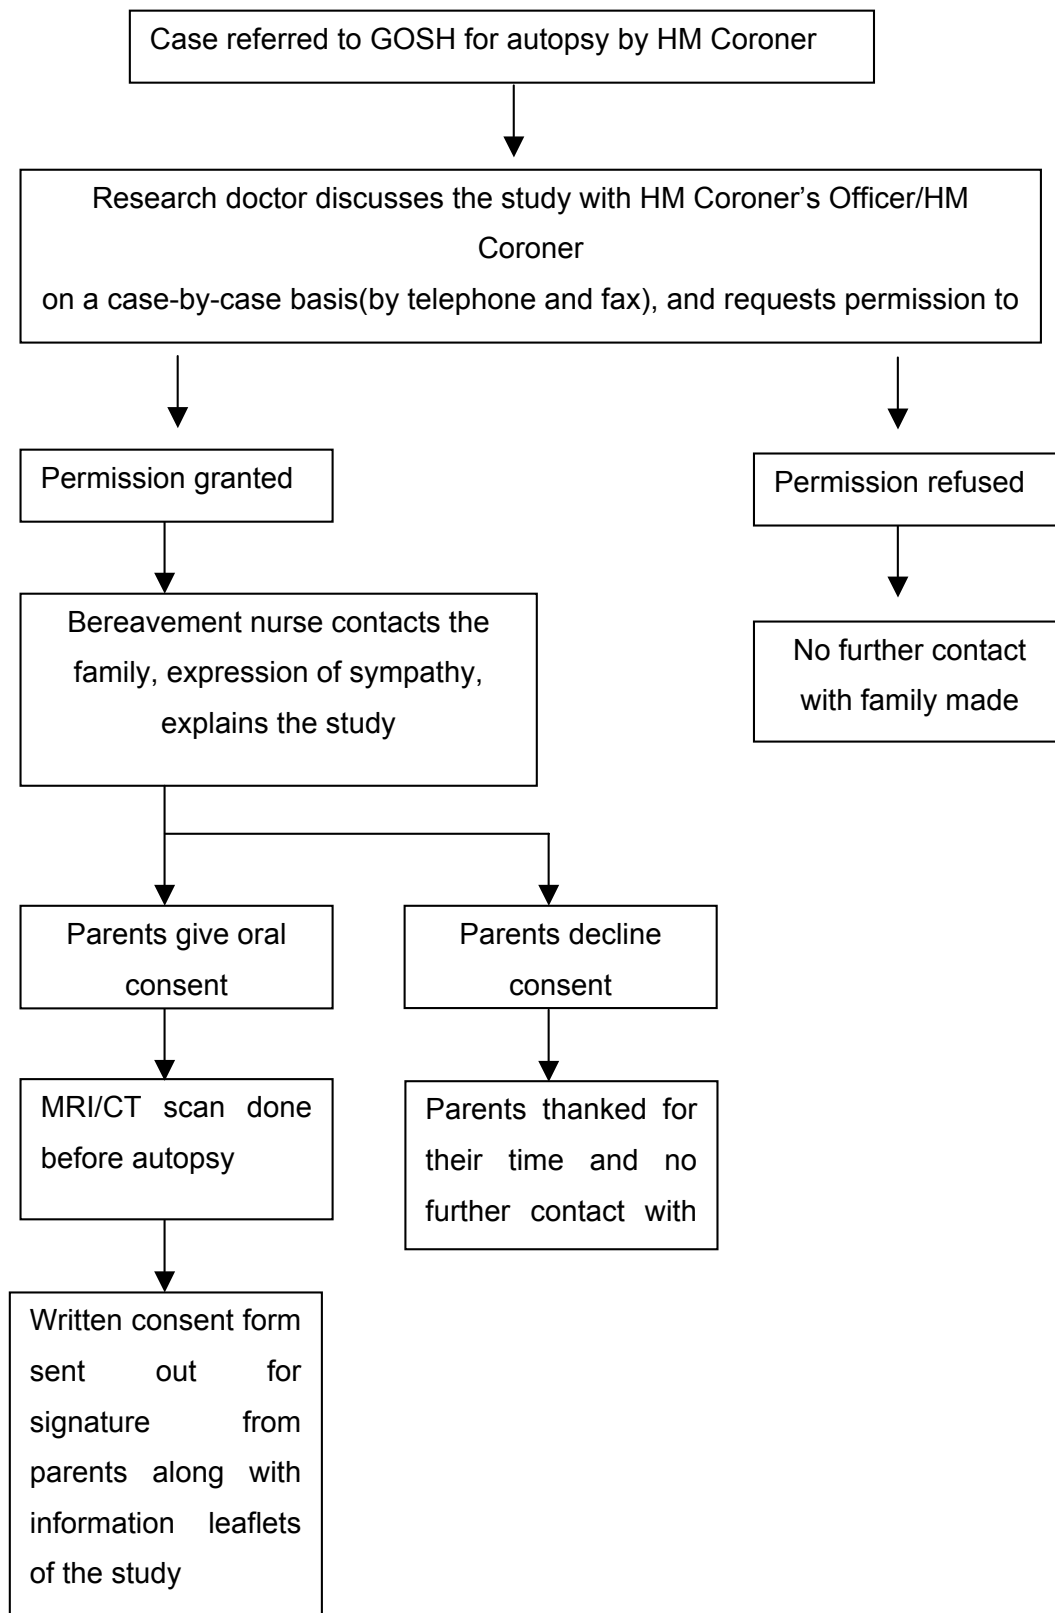 Case referred to GOSH for autopsy by HM Coroner
Research doctor discusses the study with HM Coroner’s Officer/HM
Coroner
on a case-by-case basis(by telephone and fax), and requests permission to
Permission granted
Permission refused
Bereavement nurse contacts the
family, expression of sympathy,
explains the study
No further contact
with family made
Parents give oral
consent
Parents decline
consent
MRI/CT scan done
before autopsy
Parents thanked for
their time and no
further contact with
Written consent form
sent out for
signature from
parents along with
information leaflets
of the study